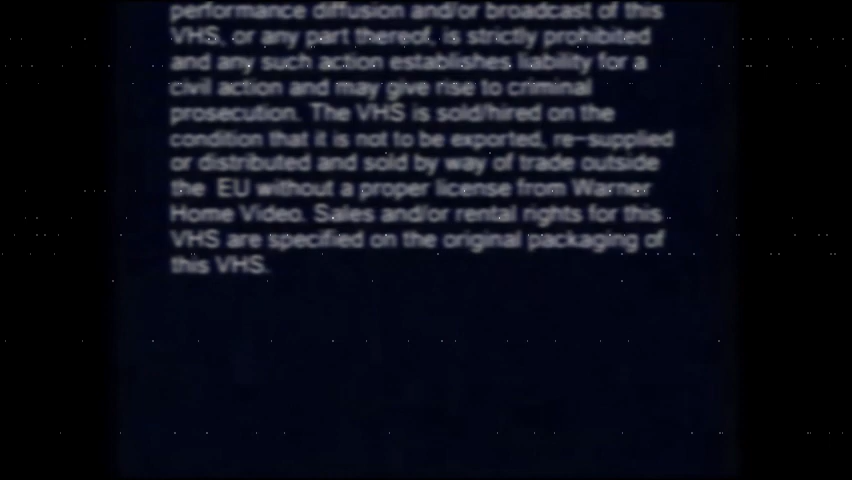 performance diffusion and/or broadcast of this
VHS, or any part thereof, is strictly prohibited
and any such action establishes liability for a
civil action and may give rise to criminal
prosecution. The VHS is sold/hired on the
condition that it is not to be exported, re-supplied
or distributed and sold by way of trade outside
the EU without a proper license from Warner
Home Video. Sales and/or rental rights for this
VHS are specified on the original packaging of
this VHS.